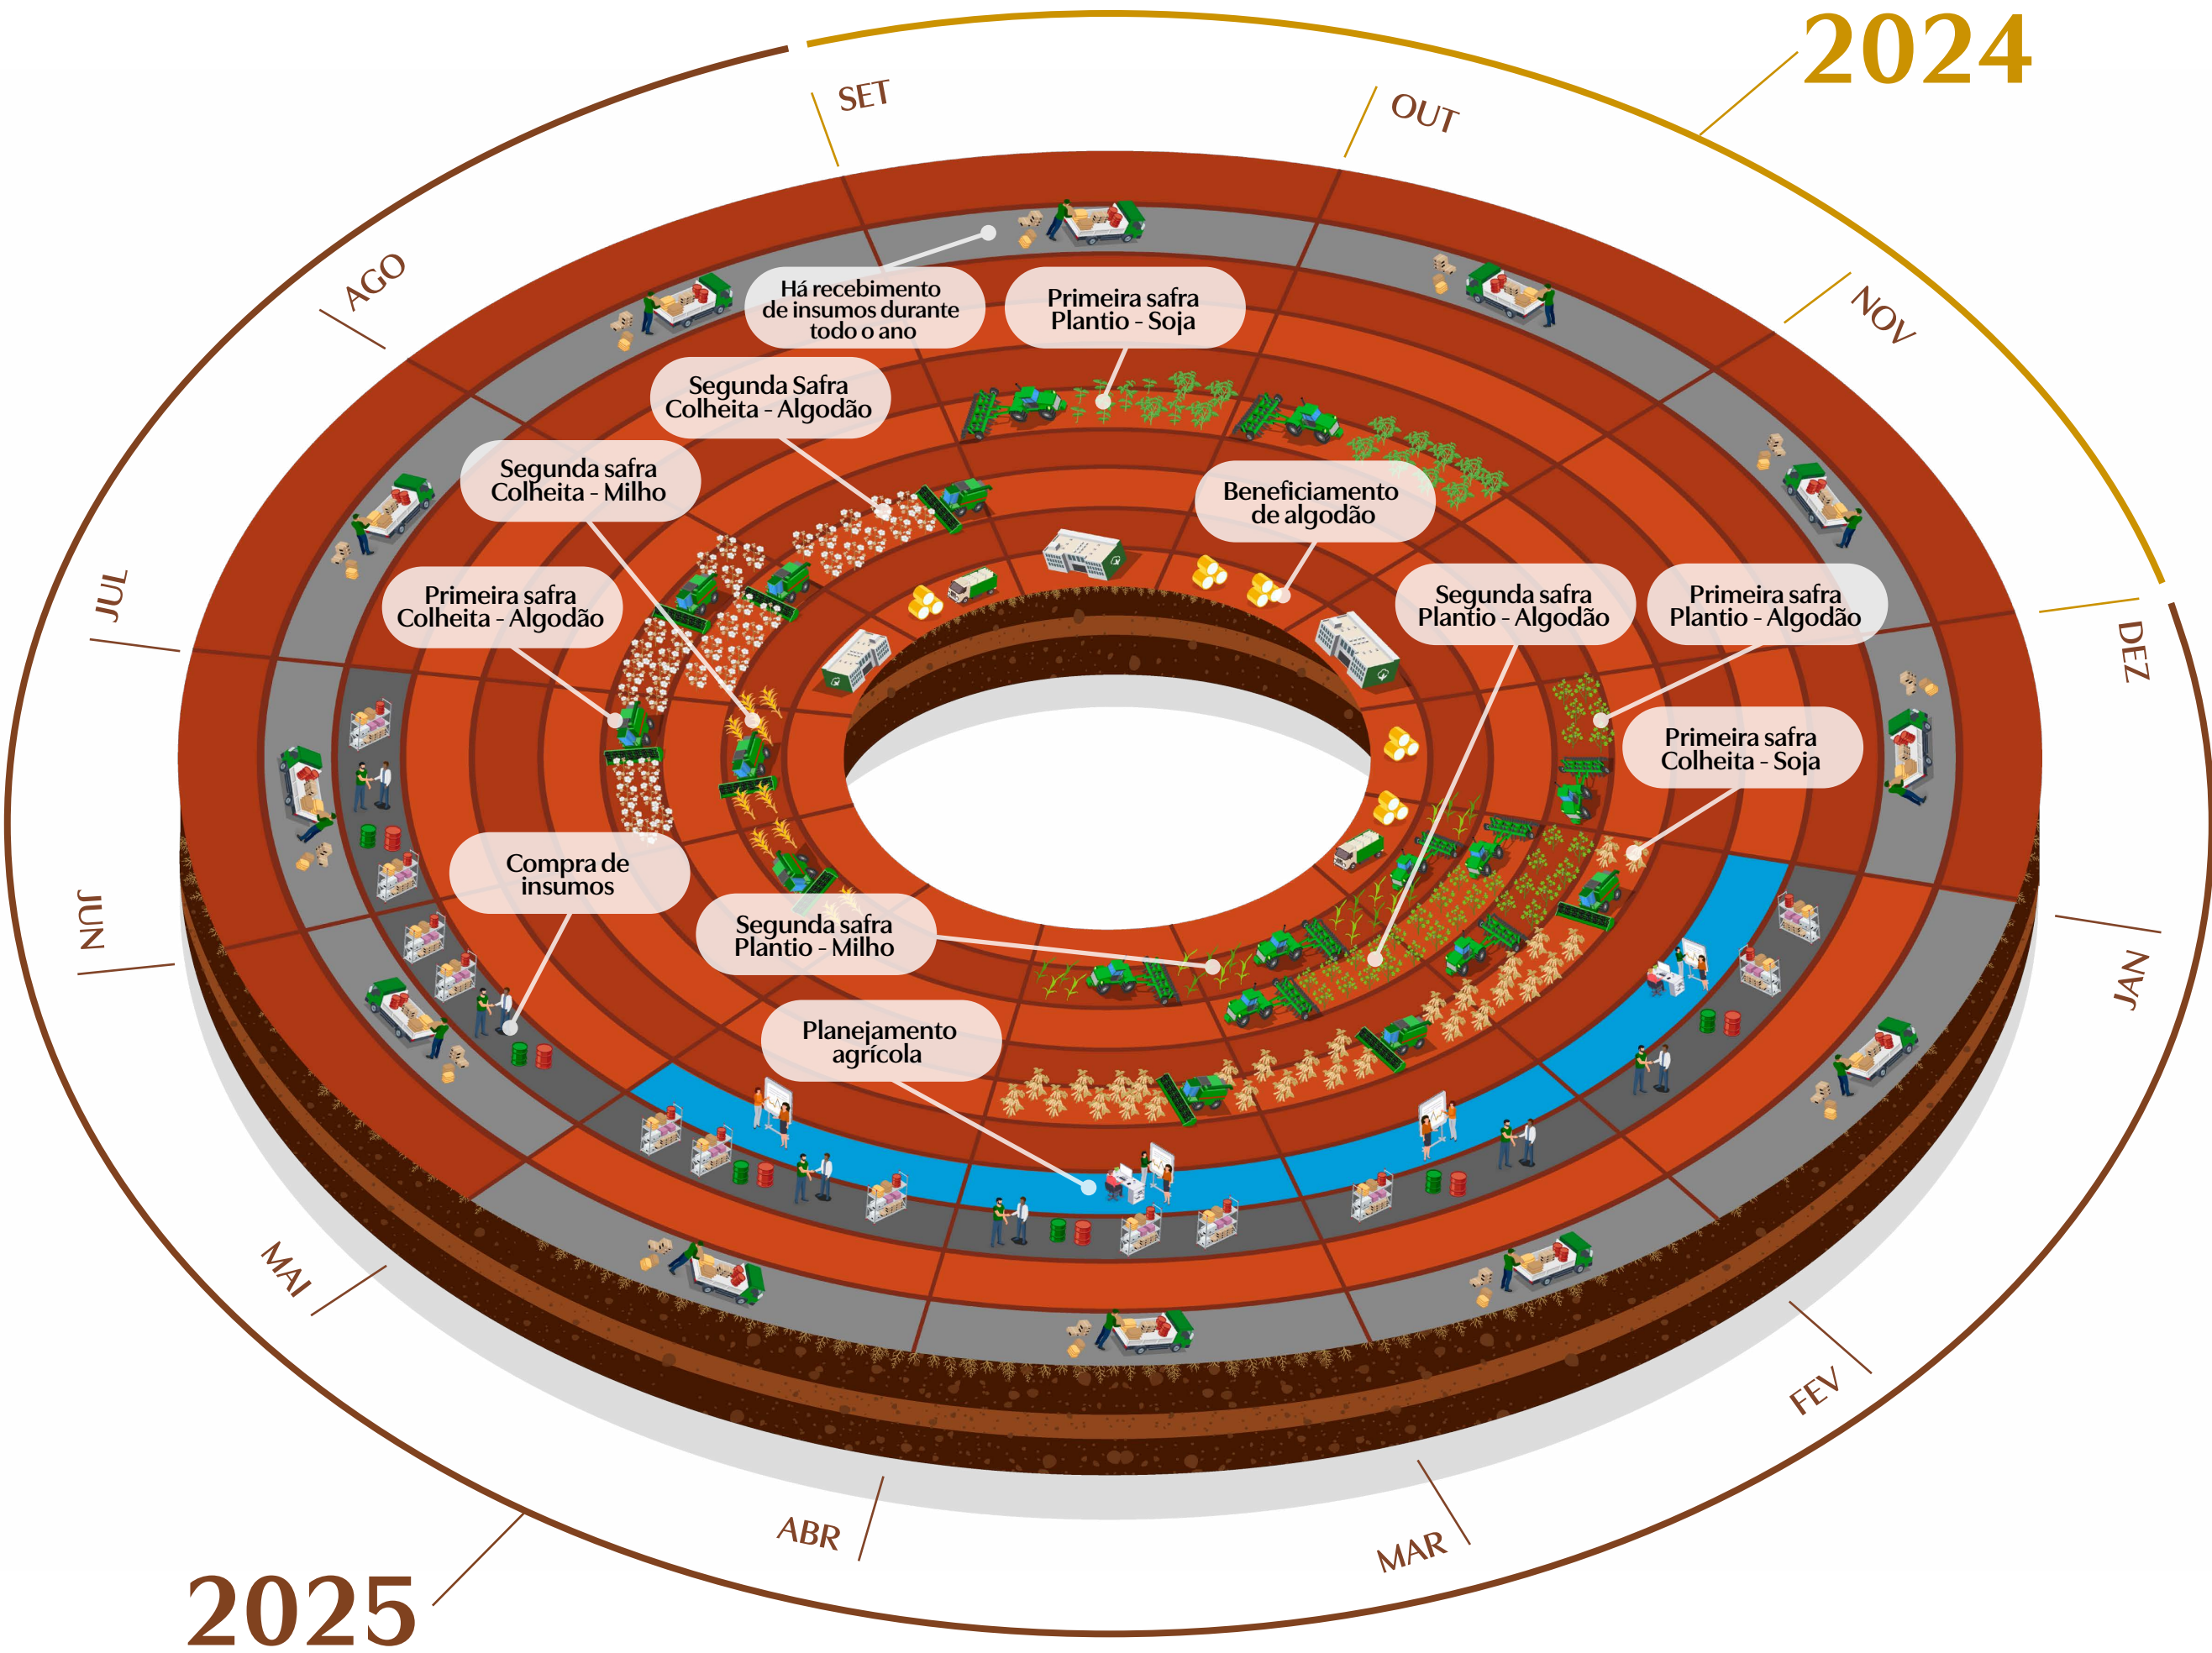 2024
SET
OUT
AGO
NOV
Há recebimento
de insumos durante
todo o ano
Primeira safra
Plantio - Soja
Segunda Safra
Colheita - Algodão
Segunda safra
Colheita - Milho
Beneficiamento
de algodão
Primeira safra
Colheita - Algodão
Segunda safra
Plantio - Algodão
Primeira safra
Plantio - Algodão
JUL
DEZ
Primeira safra
Colheita - Soja
Compra de
insumos
Segunda safra
Plantio - Milho
JUN
JAN
Planejamento
agrícola
MAI
FEV
ABR
MAR
2025